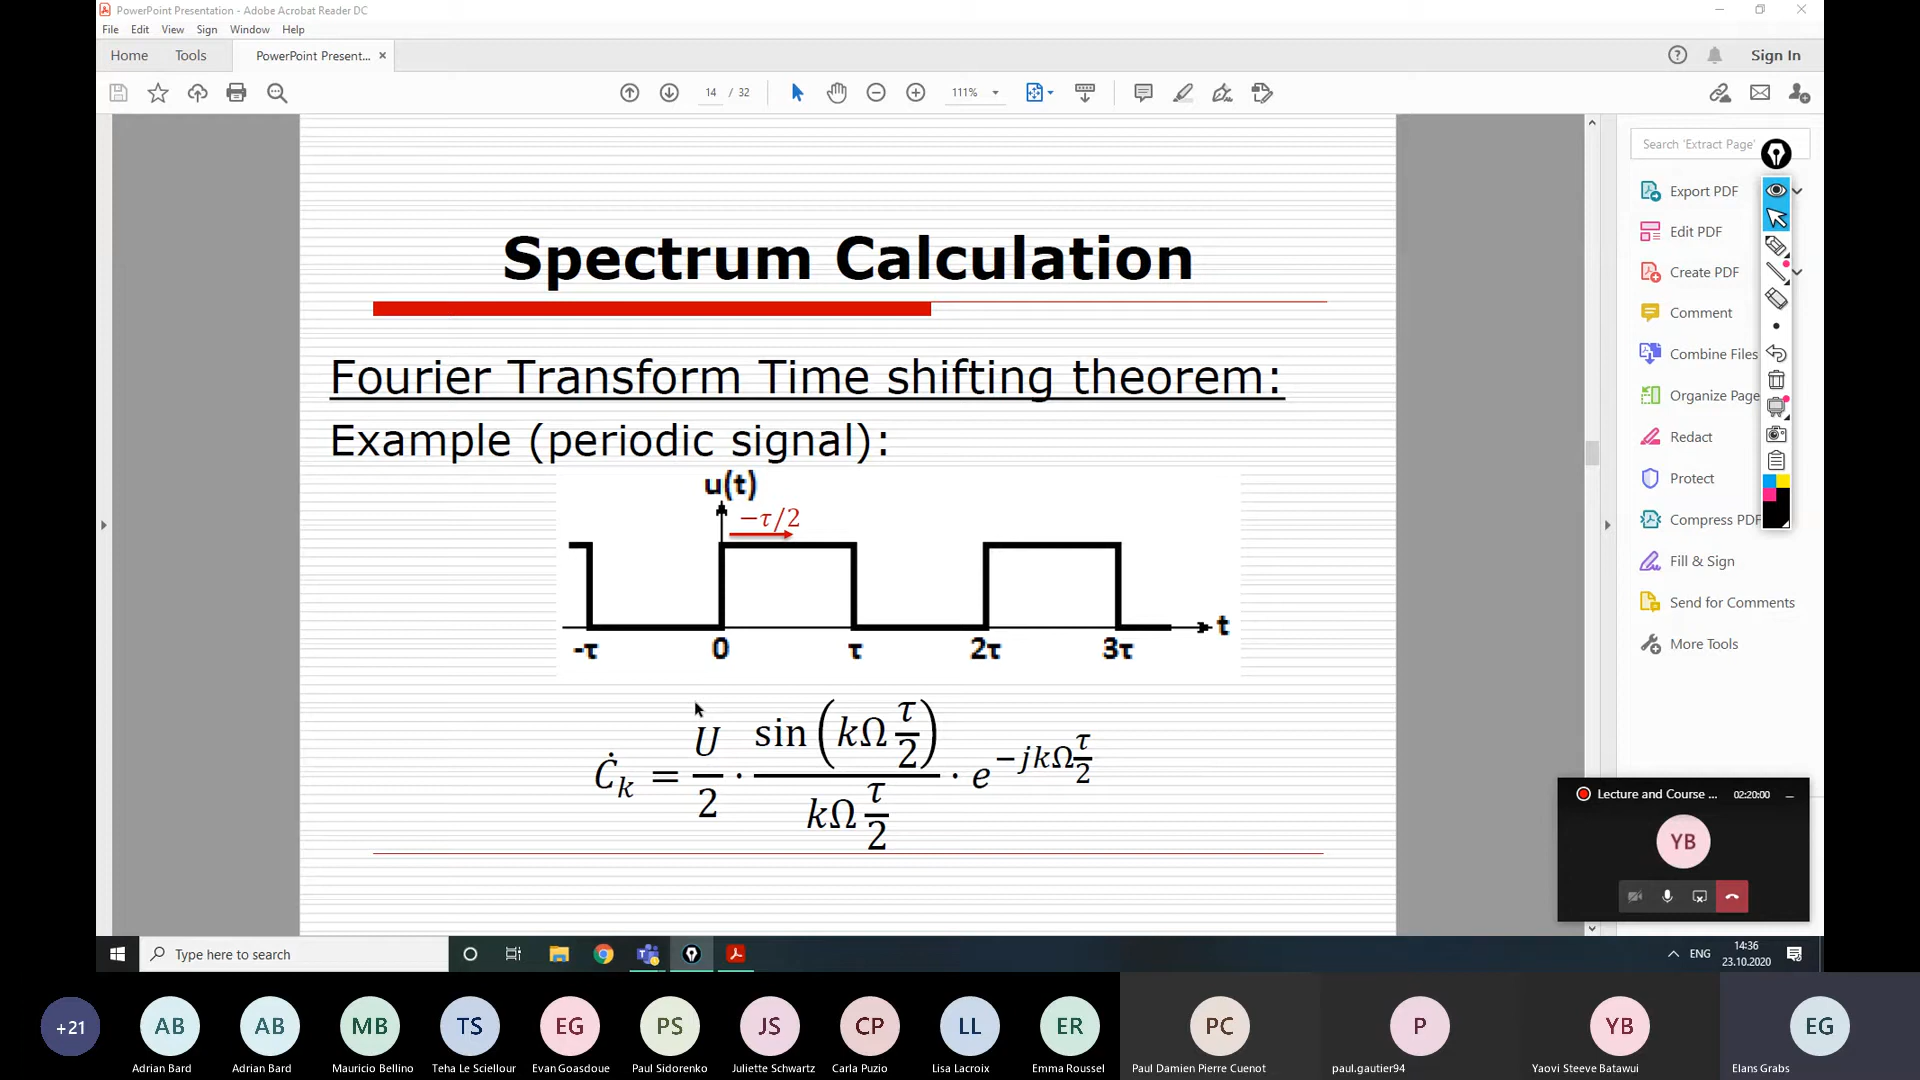 PowerPoint Presentation - Adobe Acrobat Reader DC
File Edit View Window Help
Sign
Home Tools PowerPoint Present... × Sign In
14 / 32 111%
Search 'Extract Page'
Export PDF
Edit PDF
Create PDF
Comment
Combine Files
Organize Page
Redact
Protect
Compress PDF
Fill & Sign
Send for Comments
More Tools
Spectrum Calculation
Fourier Transform Time shifting theorem:
Example (periodic signal):
u(t)
−τ/2
t
-τ 0 τ 2τ 3τ
Ċ_k = U/2 · sin(kΩ τ/2) / (kΩ τ/2) · e^(−jkΩ τ/2)
Lecture and Course ... 02:20:00
YB
Type here to search
ENG
14:36
23.10.2020
+21 AB AB MB TS EG PS JS CP LL ER PC P YB EG
Adrian Bard Adrian Bard Mauricio Bellino Teha Le Sciellour Evan Goasdoue Paul Sidorenko Juliette Schwartz Carla Puzio Lisa Lacroix Emma Roussel Paul Damien Pierre Cuenot paul.gautier94 Yaovi Steeve Batawui Elans Grabs